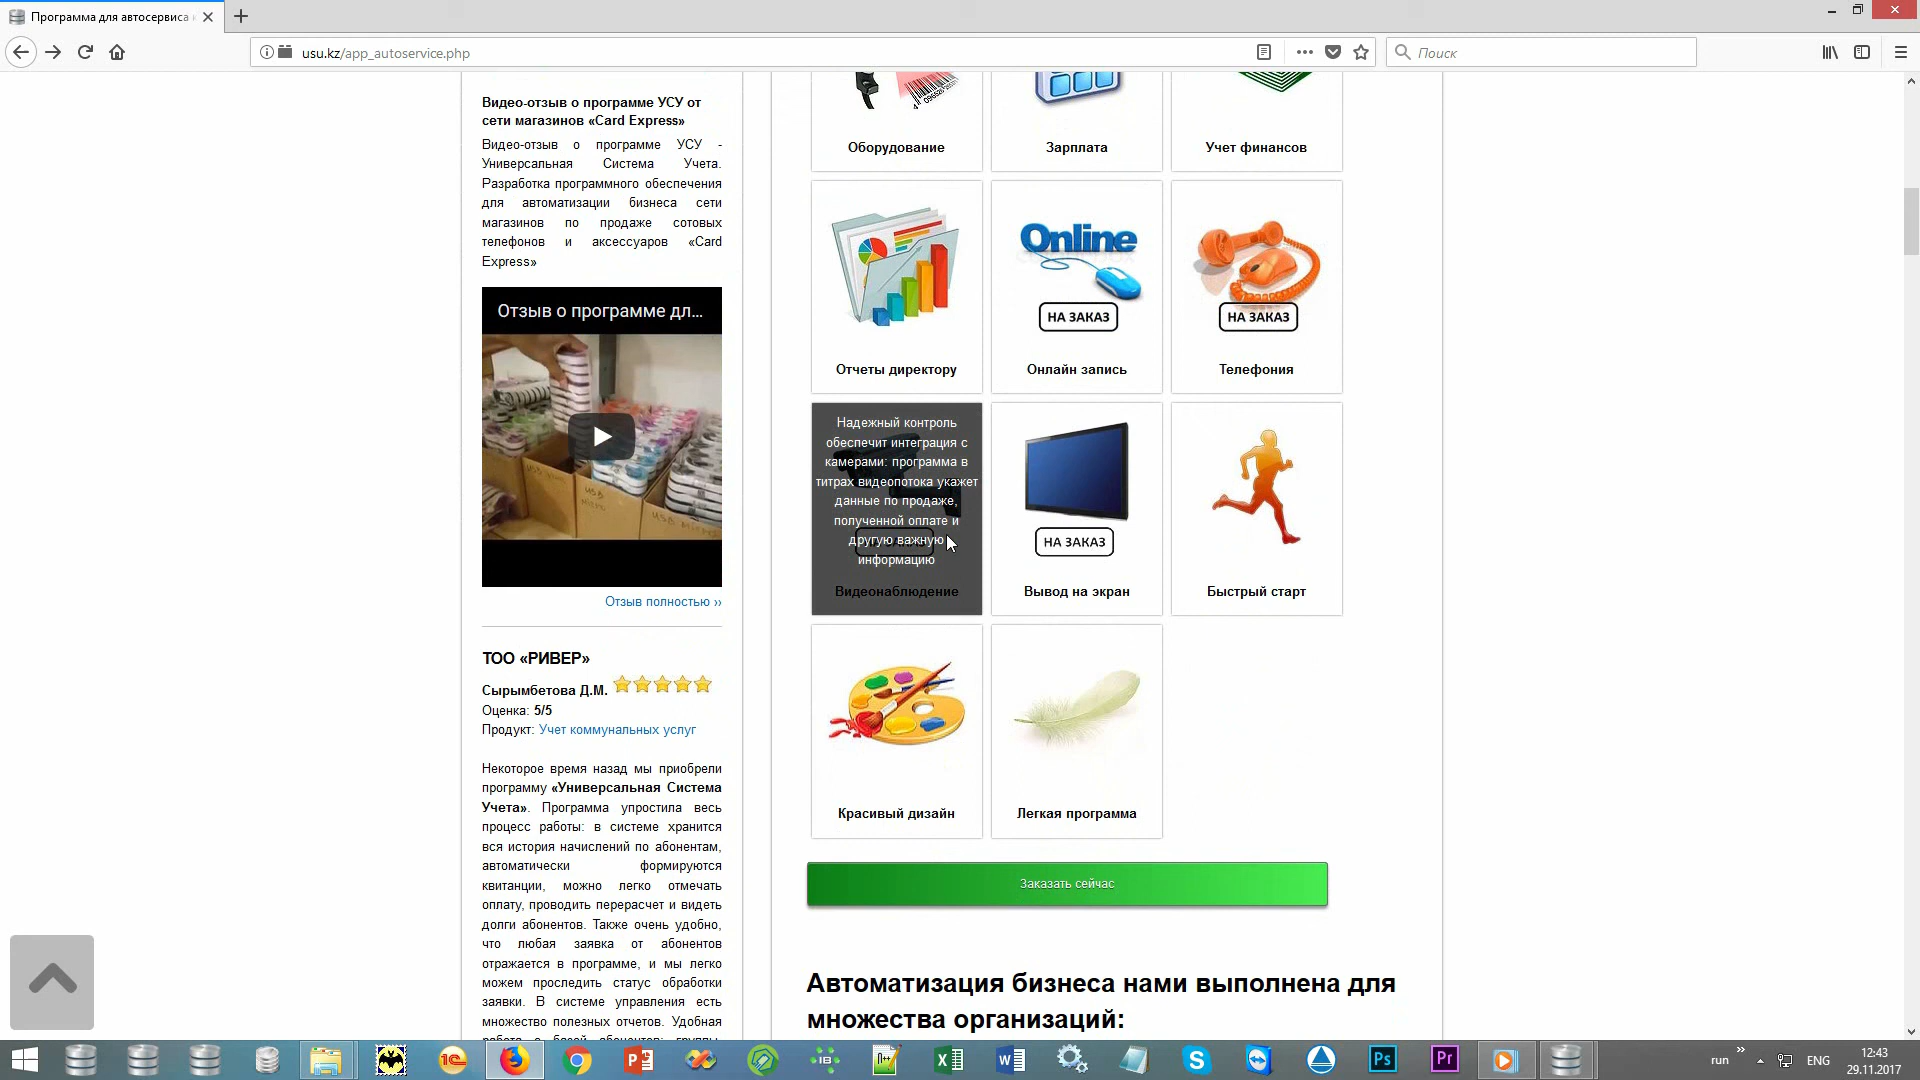 Программа для автосервиса
usu.kz/app_autoservice.php
Поиск
Видео-отзыв о программе УСУ от
сети магазинов «Card Express»
Видео-отзыв о программе УСУ -
Универсальная Система Учета.
Разработка программного обеспечения
для автоматизации бизнеса сети
магазинов по продаже сотовых
телефонов и аксессуаров «Card
Express»
Отзыв о программе дл...
Отзыв полностью ››
ТОО «РИВЕР»
Сырымбетова Д.М.
Оценка: 5/5
Продукт: Учет коммунальных услуг
Некоторое время назад мы приобрели
программу «Универсальная Система
Учета». Программа упростила весь
процесс работы: в системе хранится
вся история начислений по абонентам,
автоматически формируются
квитанции, можно легко отмечать
оплату, проводить перерасчет и видеть
долги абонентов. Также очень удобно,
что любая заявка от абонентов
отражается в программе, и мы легко
можем проследить статус обработки
заявки. В системе управления есть
множество полезных отчетов. Удобная
Оборудование
Зарплата
Учет финансов
Отчеты директору
Online
НА ЗАКАЗ
Онлайн запись
НА ЗАКАЗ
Телефония
Надежный контроль
обеспечит интеграция с
камерами: программа в
титрах видеопотока укажет
данные по продаже,
полученной оплате и
другую важную
информацию
Видеонаблюдение
НА ЗАКАЗ
Вывод на экран
Быстрый старт
Красивый дизайн
Легкая программа
Заказать сейчас
Автоматизация бизнеса нами выполнена для
множества организаций:
run
ENG
12:43
29.11.2017